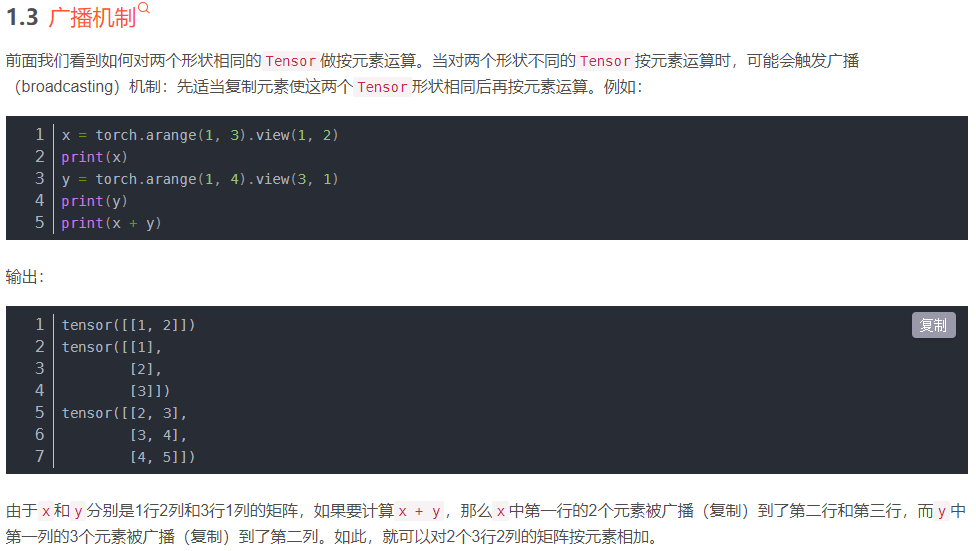 1.3 广播机制
前面我们看到如何对两个形状相同的 Tensor 做按元素运算。当对两个形状不同的 Tensor 按元素运算时，可能会触发广播
（broadcasting）机制：先适当复制元素使这两个 Tensor 形状相同后再按元素运算。例如：
1 x = torch.arange(1, 3).view(1, 2)
2 print(x)
3 y = torch.arange(1, 4).view(3, 1)
4 print(y)
5 print(x + y)
输出：
复制
1 tensor([[1, 2]])
2 tensor([[1],
3         [2],
4         [3]])
5 tensor([[2, 3],
6         [3, 4],
7         [4, 5]])
由于 x 和 y 分别是1行2列和3行1列的矩阵，如果要计算 x + y ，那么 x 中第一行的2个元素被广播（复制）到了第二行和第三行，而 y 中
第一列的3个元素被广播（复制）到了第二列。如此，就可以对2个3行2列的矩阵按元素相加。